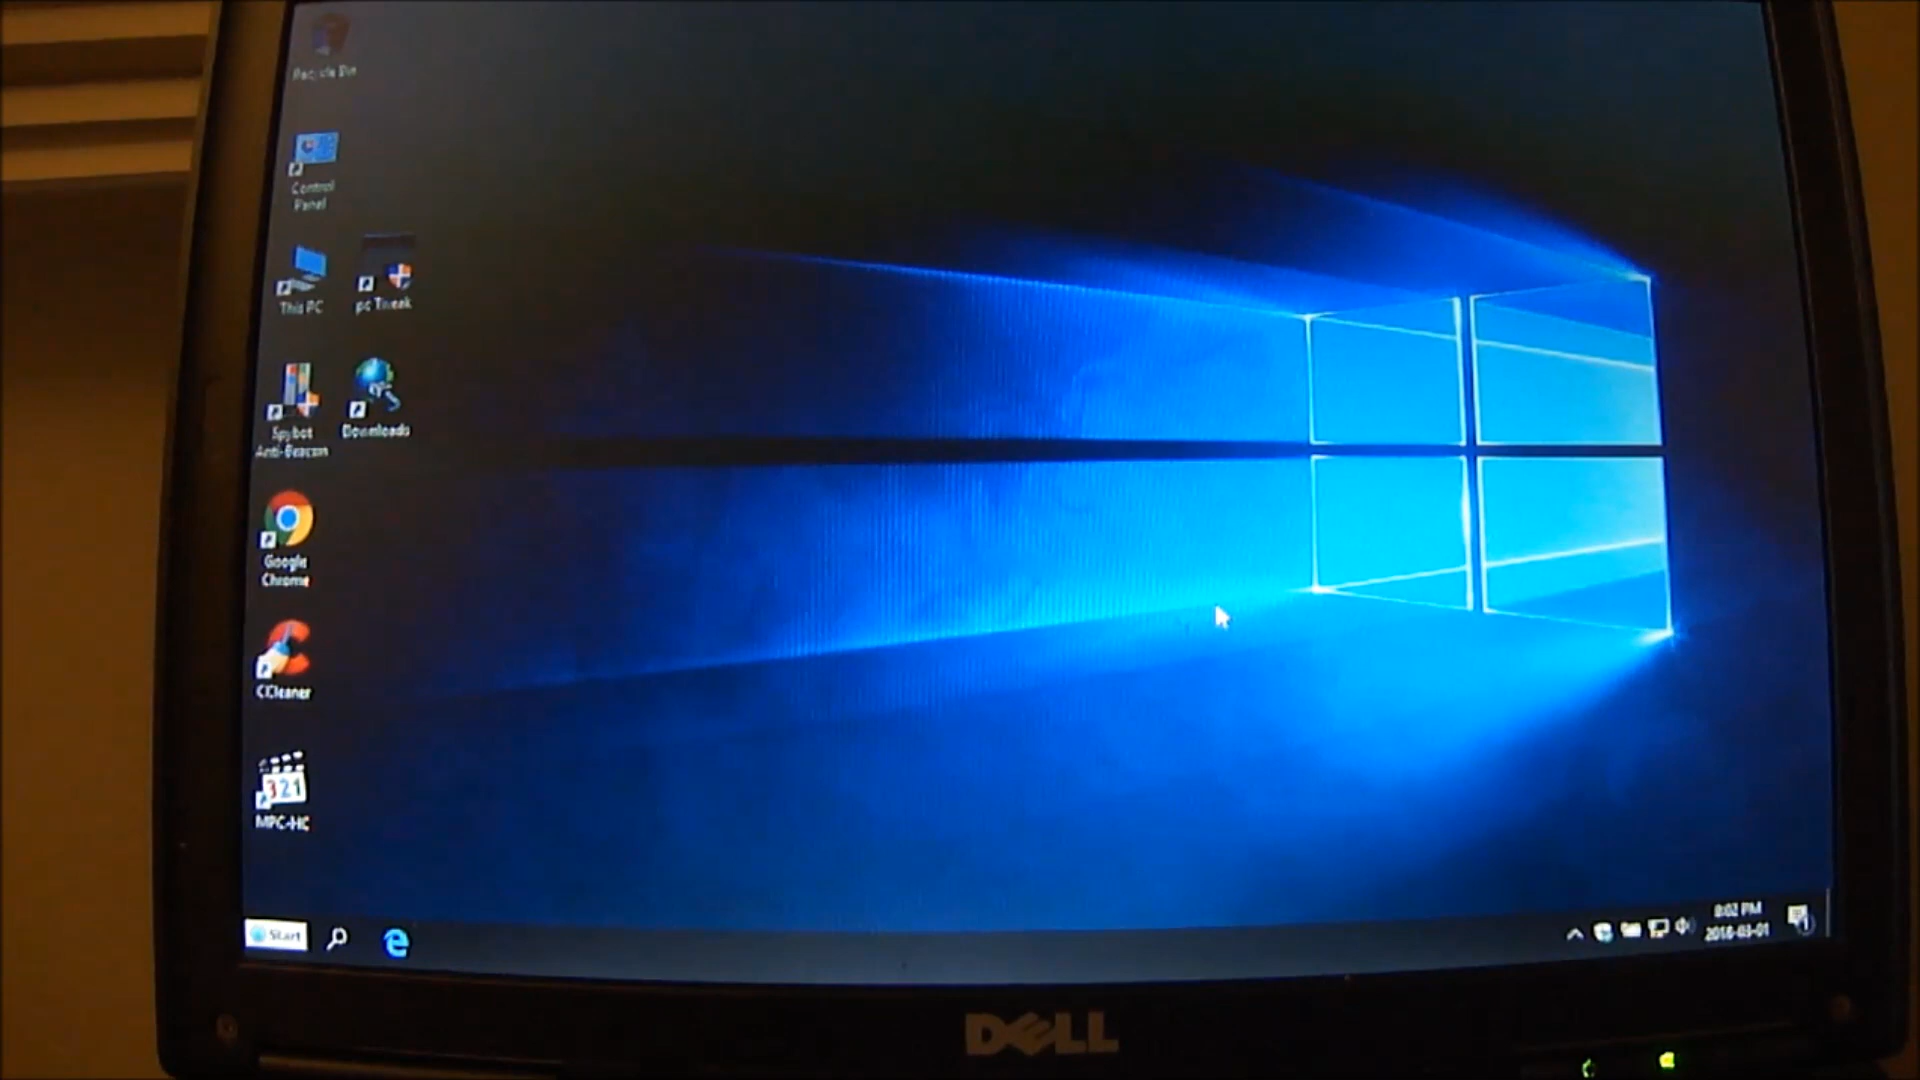 Recycle Bin
Control
Panel
This PC
pc Tweak
Spybot
Anti-Beacon
Downloads
Google
Chrome
CCleaner
321
MPC-HC
Start
8:02 PM
2018-03-01
DELL